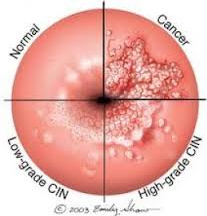 Normal
Cancer
Low-grade CIN
High-grade CIN
© 2003 Emily Shaw